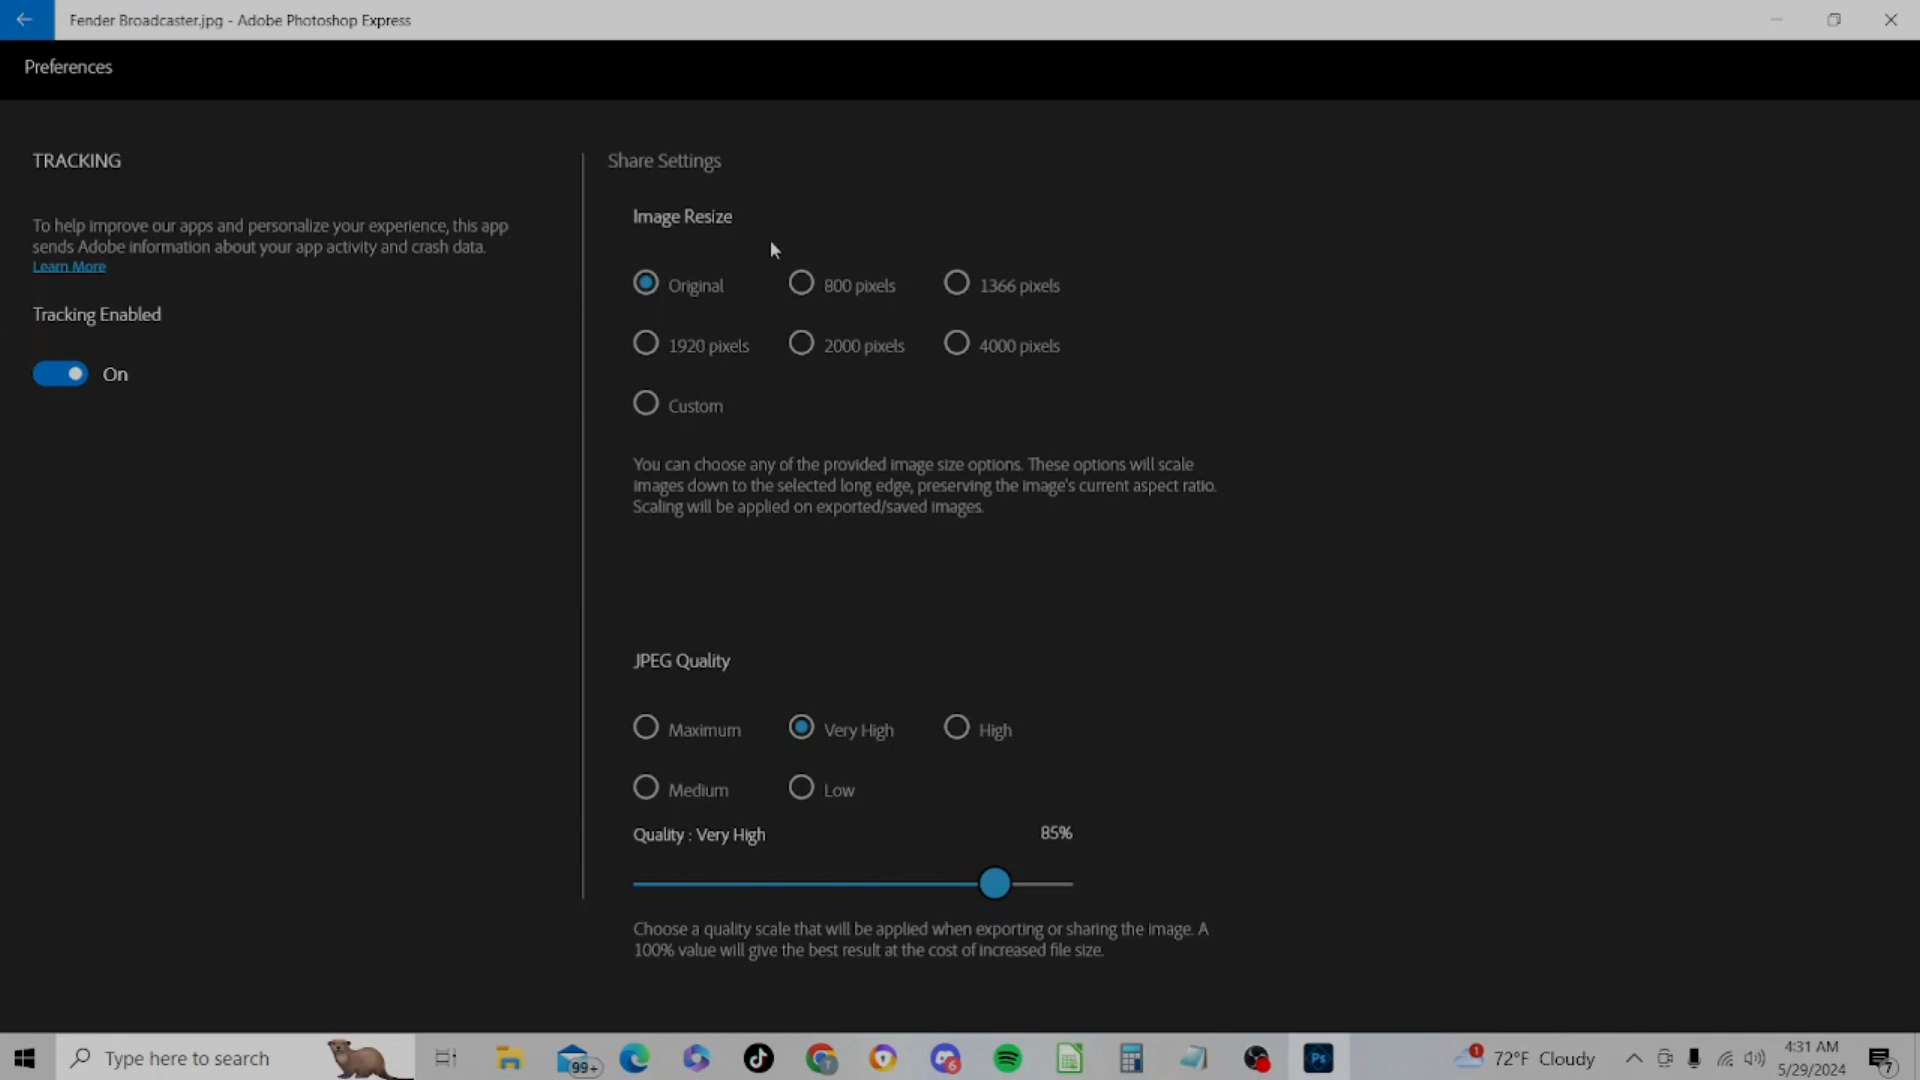 Fender Broadcaster.jpg - Adobe Photoshop Express
Preferences
TRACKING
To help improve our apps and personalize your experience, this app
sends Adobe information about your app activity and crash data.
Learn More
Tracking Enabled
On
Share Settings
Image Resize
Original
800 pixels
1366 pixels
1920 pixels
2000 pixels
4000 pixels
Custom
You can choose any of the provided image size options. These options will scale
images down to the selected long edge, preserving the image's current aspect ratio.
Scaling will be applied on exported/saved images.
JPEG Quality
Maximum
Very High
High
Medium
Low
Quality : Very High
85%
Choose a quality scale that will be applied when exporting or sharing the image. A
100% value will give the best result at the cost of increased file size.
Type here to search
99+
T
6
Ps
1
72°F Cloudy
4:31 AM
5/29/2024
7